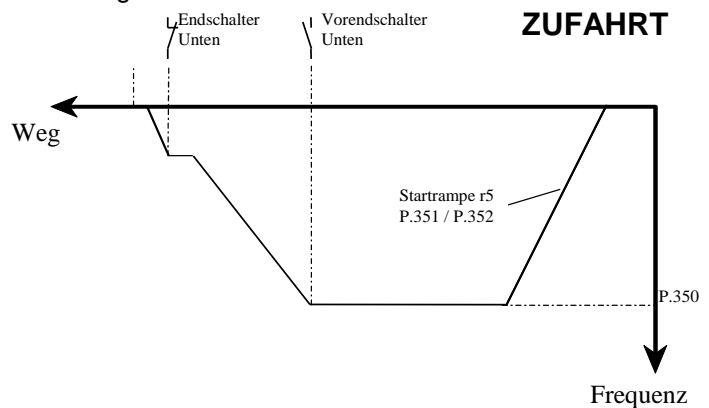 Endschalter
Unten
Vorendschalter
Unten
ZUFAHRT
Weg
Startrampe r5
P.351 / P.352
P.350
Frequenz